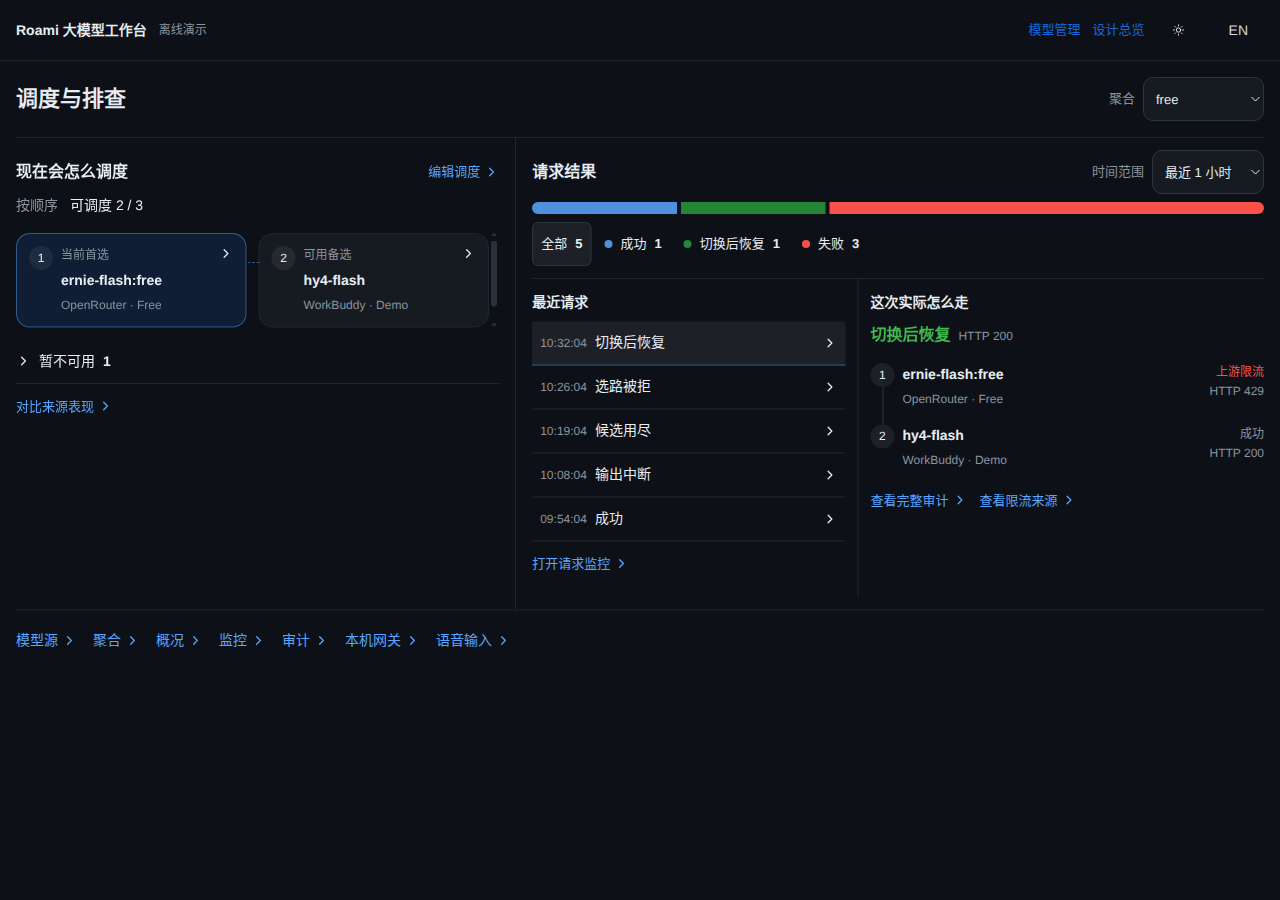 Roami 大模型工作台 离线演示 模型管理 设计总览 EN
调度与排查 聚合 free
现在会怎么调度 编辑调度
按顺序 可调度 2 / 3
1 当前首选
ernie-flash:free
OpenRouter · Free
2 可用备选
hy4-flash
WorkBuddy · Demo
暂不可用 1
对比来源表现
请求结果 时间范围 最近 1 小时
全部 5 成功 1 切换后恢复 1 失败 3
最近请求
10:32:04 切换后恢复
10:26:04 选路被拒
10:19:04 候选用尽
10:08:04 输出中断
09:54:04 成功
打开请求监控
这次实际怎么走
切换后恢复 HTTP 200
1 ernie-flash:free 上游限流
OpenRouter · Free HTTP 429
2 hy4-flash 成功
WorkBuddy · Demo HTTP 200
查看完整审计 查看限流来源
模型源 聚合 概况 监控 审计 本机网关 语音输入